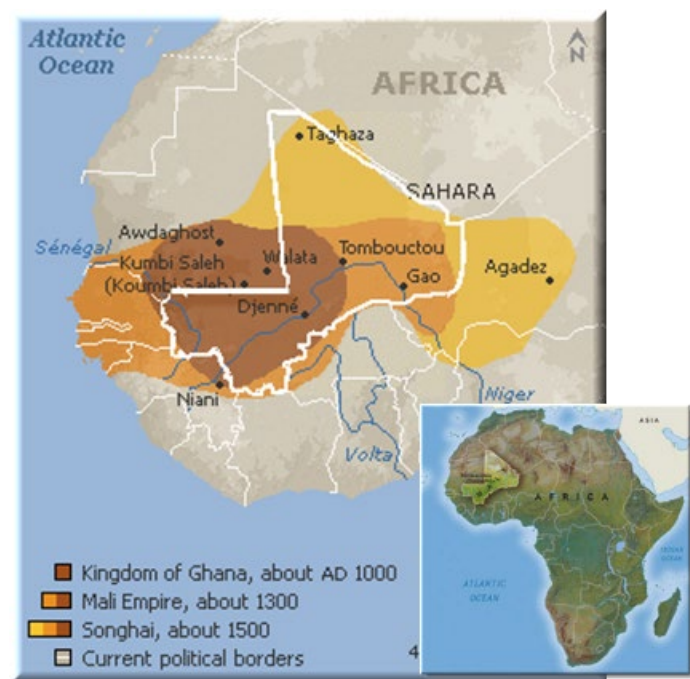 Atlantic
Ocean
N
AFRICA
Taghaza
SAHARA
Awdaghost
Sénégal
Walata
Tombouctou
Kumbi Saleh
(Koumbi Saleh)
Gao
Agadez
Djenné
Niani
Niger
Volta
ASIA
AFRICA
ATLANTIC
OCEAN
INDIAN
OCEAN
Kingdom of Ghana, about AD 1000
Mali Empire, about 1300
Songhai, about 1500
Current political borders
4